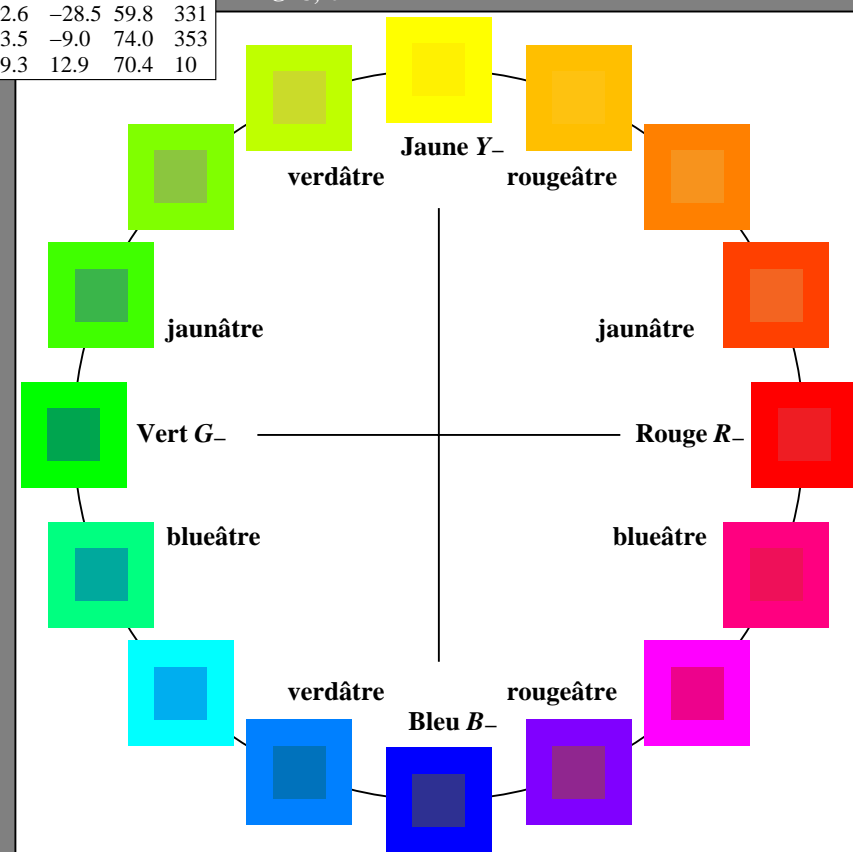 2.6 −28.5 59.8 331
3.5 −9.0 74.0 353
9.3 12.9 70.4 10
Jaune Y−
verdâtre rougeâtre
jaunâtre jaunâtre
Vert G− Rouge R−
blueâtre blueâtre
verdâtre rougeâtre
Bleu B−